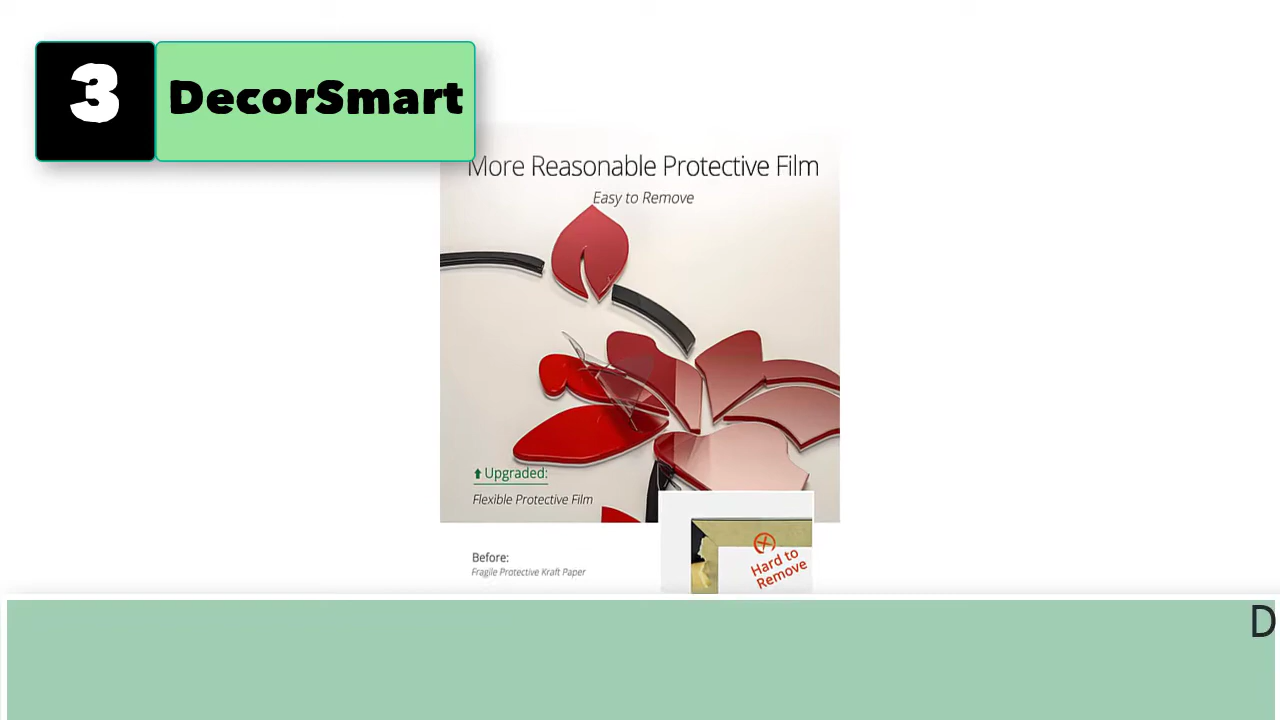 3
DecorSmart
More Reasonable Protective Film
Easy to Remove
Upgraded:
Flexible Protective Film
Before:
Fragile Protective Kraft Paper
Hard to
Remove
D